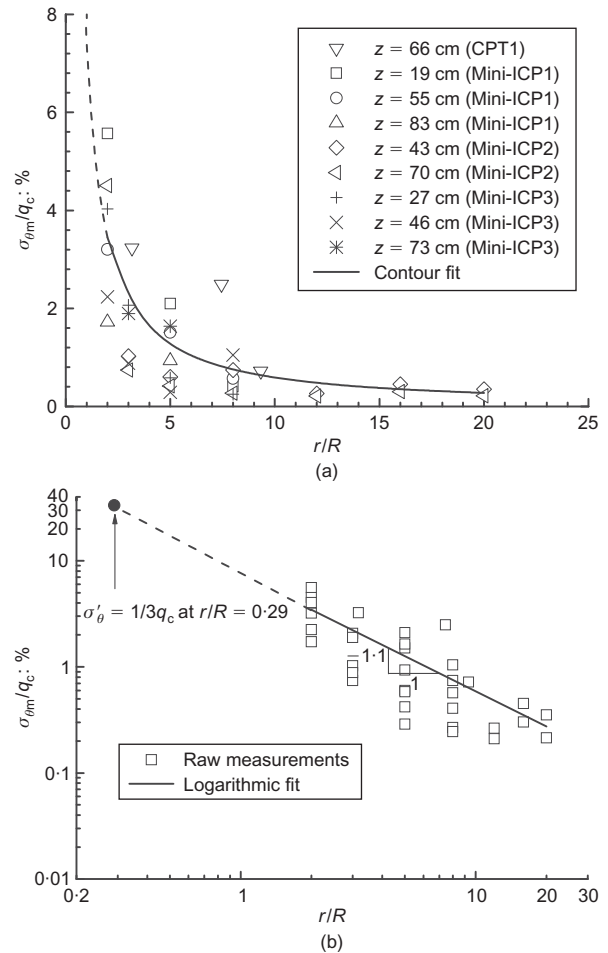 8
6
4
2
0
σθm/qc: %
z = 66 cm (CPT1)
z = 19 cm (Mini-ICP1)
z = 55 cm (Mini-ICP1)
z = 83 cm (Mini-ICP1)
z = 43 cm (Mini-ICP2)
z = 70 cm (Mini-ICP2)
z = 27 cm (Mini-ICP3)
z = 46 cm (Mini-ICP3)
z = 73 cm (Mini-ICP3)
Contour fit
0 5 10 15 20 25
r/R
(a)
40
30
20
10
1
0·1
0·01
σθm/qc: %
σ′θ = 1/3qc at r/R = 0·29
–1·1
1
Raw measurements
Logarithmic fit
0·2 1 10 20 30
r/R
(b)